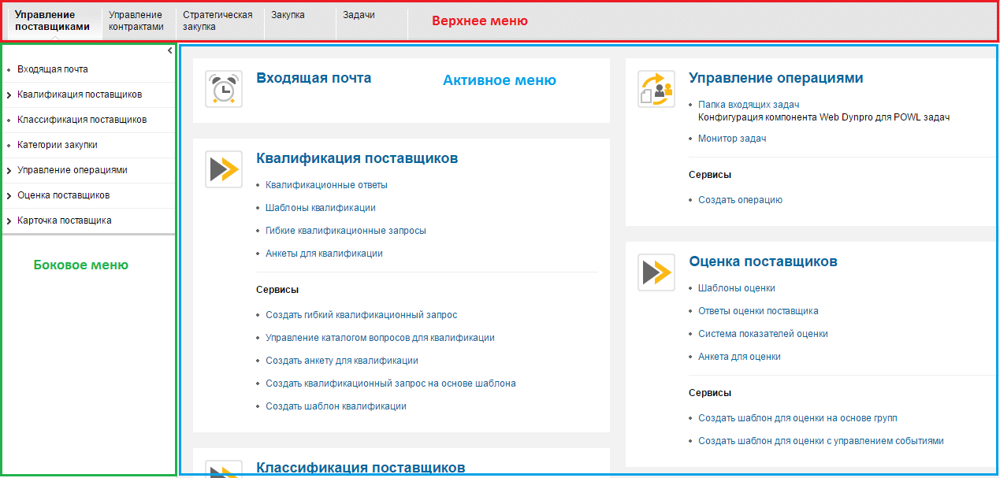 Управление
поставщиками
Управление
контрактами
Стратегическая
закупка
Закупка
Задачи
Верхнее меню
Входящая почта
Квалификация поставщиков
Классификация поставщиков
Категории закупки
Управление операциями
Оценка поставщиков
Карточка поставщика
Боковое меню
Входящая почта
Активное меню
Квалификация поставщиков
Квалификационные ответы
Шаблоны квалификации
Гибкие квалификационные запросы
Анкеты для квалификации
Сервисы
Создать гибкий квалификационный запрос
Управление каталогом вопросов для квалификации
Создать анкету для квалификации
Создать квалификационный запрос на основе шаблона
Создать шаблон квалификации
Классификация поставщиков
Управление операциями
Папка входящих задач
Конфигурация компонента Web Dynpro для POWL задач
Монитор задач
Сервисы
Создать операцию
Оценка поставщиков
Шаблоны оценки
Ответы оценки поставщика
Система показателей оценки
Анкета для оценки
Сервисы
Создать шаблон для оценки на основе групп
Создать шаблон для оценки с управлением событиями